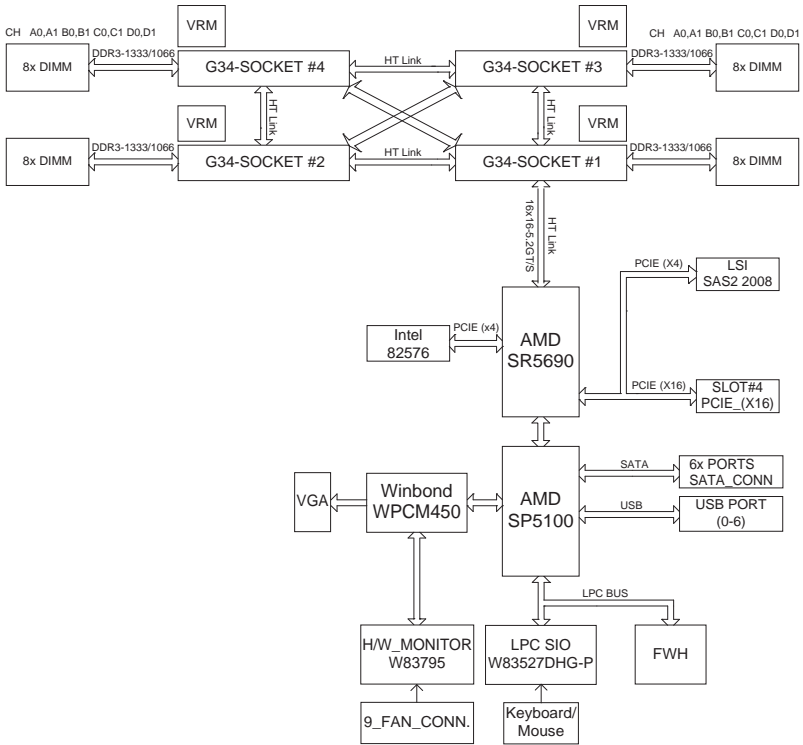 VRM
VRM
CH A0,A1 B0,B1 C0,C1 D0,D1
CH A0,A1 B0,B1 C0,C1 D0,D1
8x DIMM
DDR3-1333/1066
G34-SOCKET #4
HT Link
G34-SOCKET #3
DDR3-1333/1066
8x DIMM
HT Link
HT Link
VRM
VRM
8x DIMM
DDR3-1333/1066
G34-SOCKET #2
HT Link
G34-SOCKET #1
DDR3-1333/1066
8x DIMM
16x16-5.2GT/S
HT Link
PCIE (X4)
LSI
SAS2 2008
Intel
82576
PCIE (x4)
AMD
SR5690
PCIE (X16)
SLOT#4
PCIE_(X16)
VGA
Winbond
WPCM450
AMD
SP5100
SATA
6x PORTS
SATA_CONN
USB
USB PORT
(0-6)
LPC BUS
H/W_MONITOR
W83795
LPC SIO
W83527DHG-P
FWH
9_FAN_CONN.
Keyboard/
Mouse